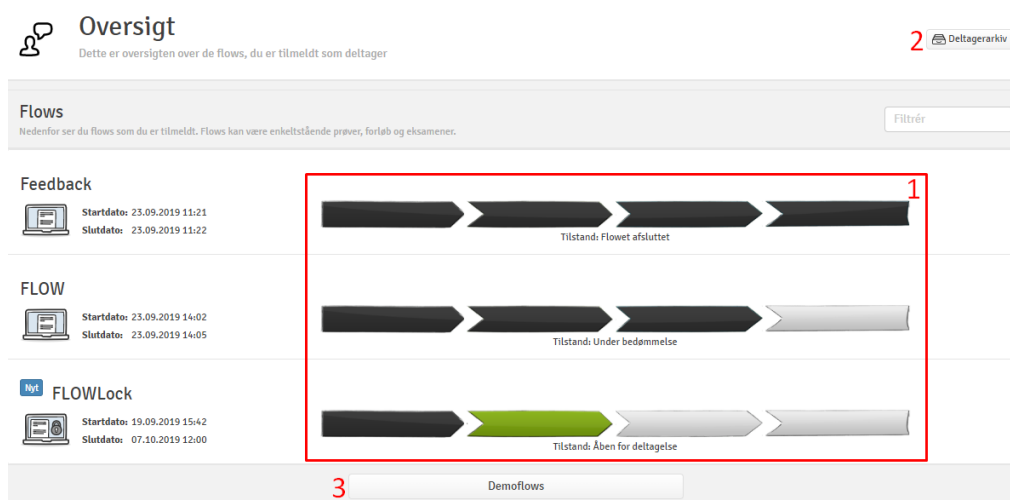 Oversigt
Dette er oversigten over de flows, du er tilmeldt som deltager
2 Deltagerarkiv
Flows
Nedenfor ser du flows som du er tilmeldt. Flows kan være enkeltstående prøver, forløb og eksamener.
Filtrér
Feedback
1
Startdato: 23.09.2019 11:21
Slutdato: 23.09.2019 11:22
Tilstand: Flowet afsluttet
FLOW
Startdato: 23.09.2019 14:02
Slutdato: 23.09.2019 14:05
Tilstand: Under bedømmelse
Nyt FLOWLock
Startdato: 19.09.2019 15:42
Slutdato: 07.10.2019 12:00
Tilstand: Åben for deltagelse
3 Demoflows